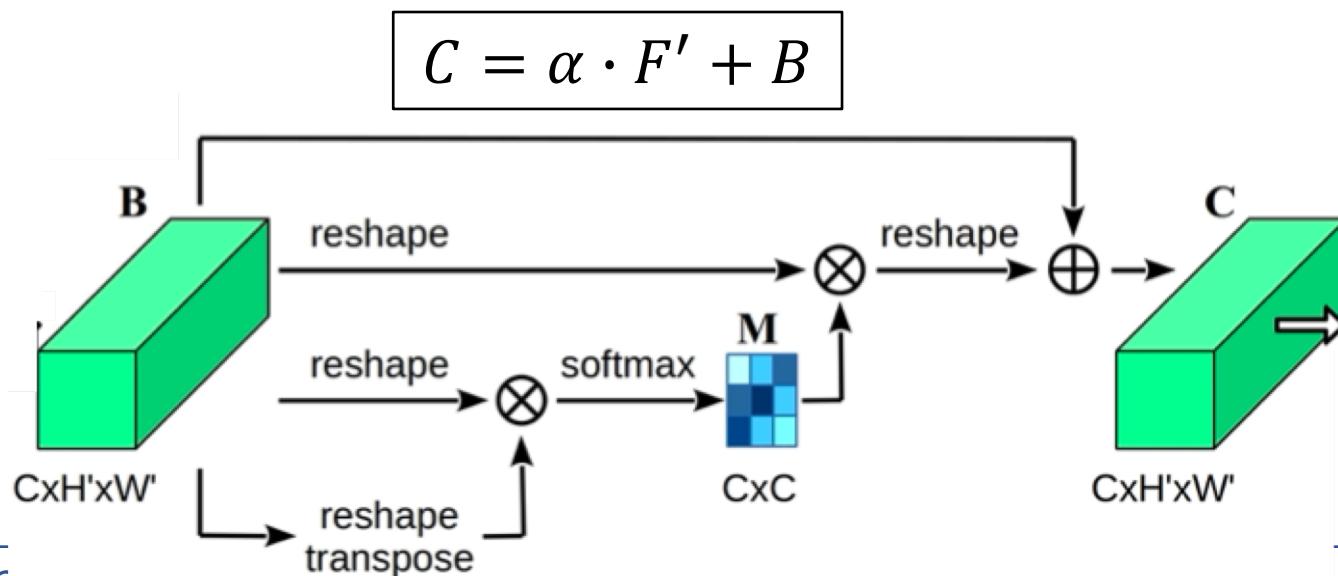 C = α · F′ + B
B
C
reshape
reshape
M
reshape
softmax
CxH'xW'
CxC
CxH'xW'
reshape
transpose